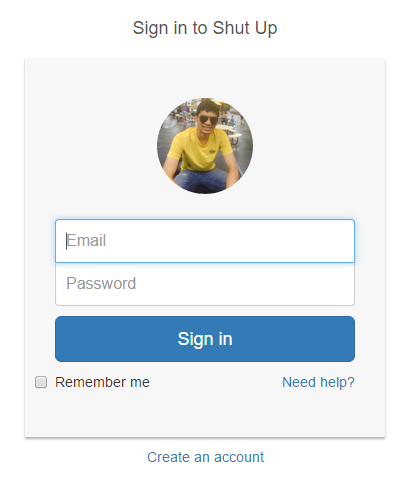 Sign in to Shut Up
Email
Password
Sign in
Remember me
Need help?
Create an account